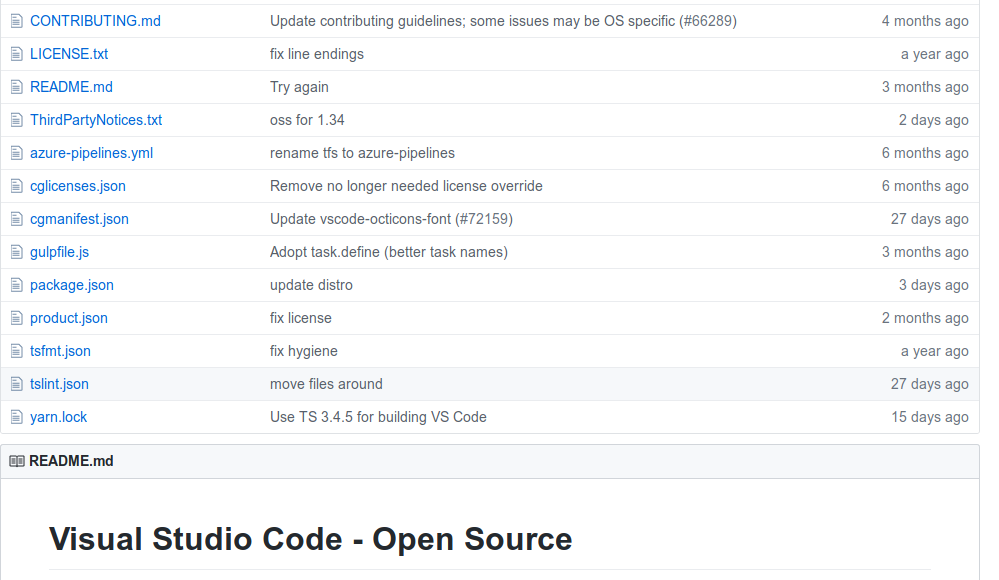 CONTRIBUTING.md Update contributing guidelines; some issues may be OS specific (#66289) 4 months ago
LICENSE.txt fix line endings a year ago
README.md Try again 3 months ago
ThirdPartyNotices.txt oss for 1.34 2 days ago
azure-pipelines.yml rename tfs to azure-pipelines 6 months ago
cglicenses.json Remove no longer needed license override 6 months ago
cgmanifest.json Update vscode-octicons-font (#72159) 27 days ago
gulpfile.js Adopt task.define (better task names) 3 months ago
package.json update distro 3 days ago
product.json fix license 2 months ago
tsfmt.json fix hygiene a year ago
tslint.json move files around 27 days ago
yarn.lock Use TS 3.4.5 for building VS Code 15 days ago
README.md
Visual Studio Code - Open Source